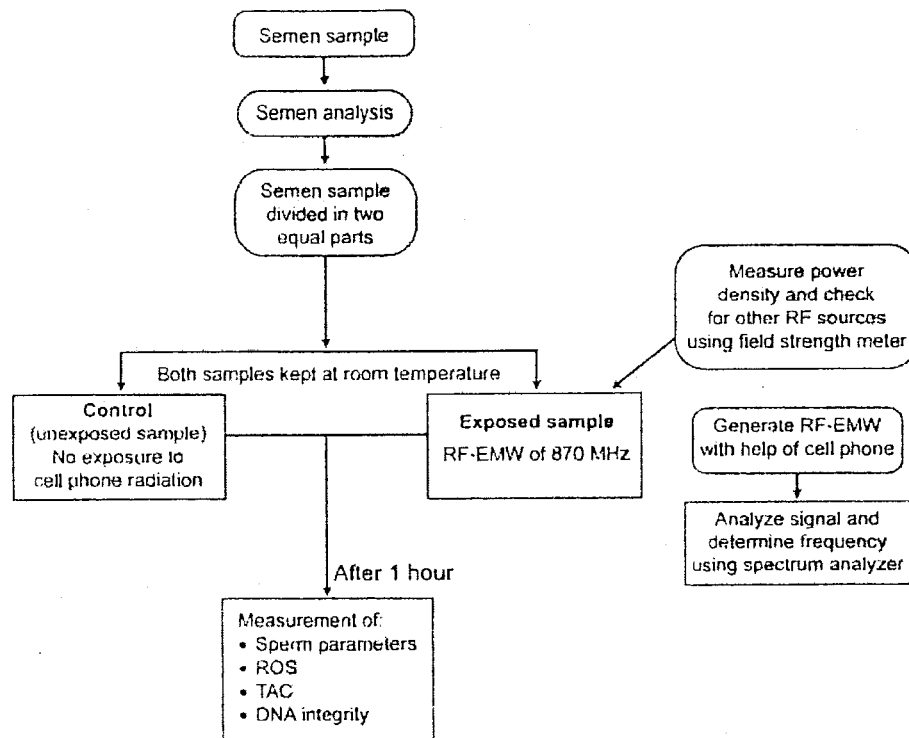 Semen sample
Semen analysis
Semen sample
divided in two
equal parts
Measure power
density and check
for other RF sources
using field strength meter
Both samples kept at room temperature
Control
(unexposed sample)
No exposure to
cell phone radiation
Exposed sample
RF-EMW of 870 MHz
Generate RF-EMW
with help of cell phone
Analyze signal and
determine frequency
using spectrum analyzer
After 1 hour
Measurement of:
• Sperm parameters
• ROS
• TAC
• DNA integrity